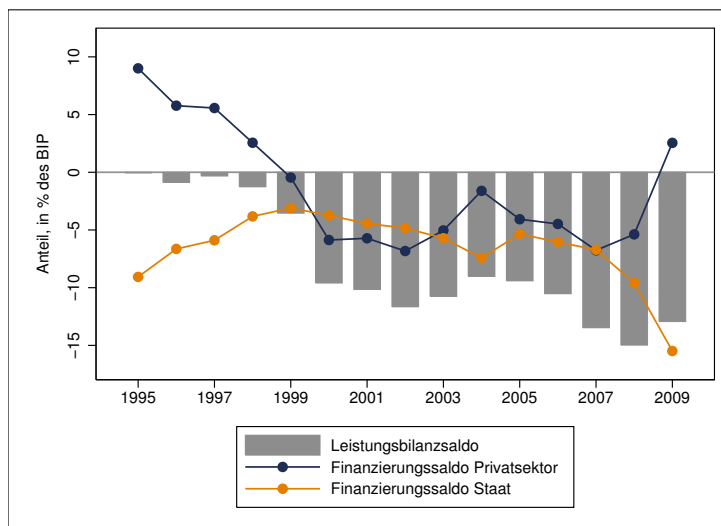 Anteil, in % des BIP
10
5
0
−5
−10
−15
1995 1997 1999 2001 2003 2005 2007 2009
Leistungsbilanzsaldo
Finanzierungssaldo Privatsektor
Finanzierungssaldo Staat